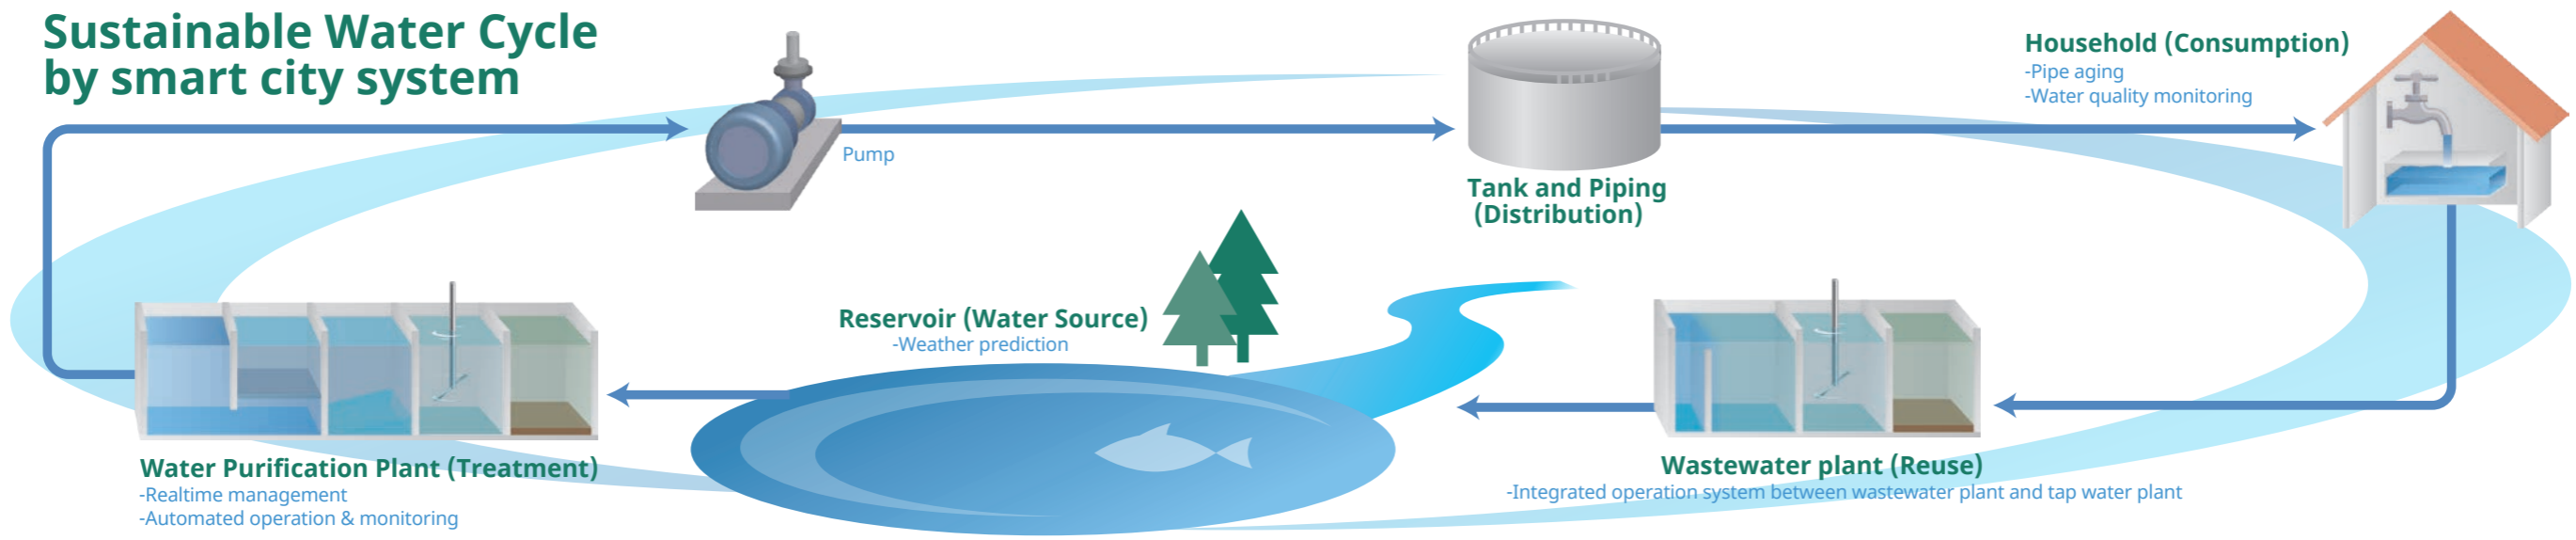 Sustainable Water Cycle
by smart city system
Pump
Tank and Piping
(Distribution)
Household (Consumption)
-Pipe aging
-Water quality monitoring
Reservoir (Water Source)
-Weather prediction
Water Purification Plant (Treatment)
-Realtime management
-Automated operation & monitoring
Wastewater plant (Reuse)
-Integrated operation system between wastewater plant and tap water plant